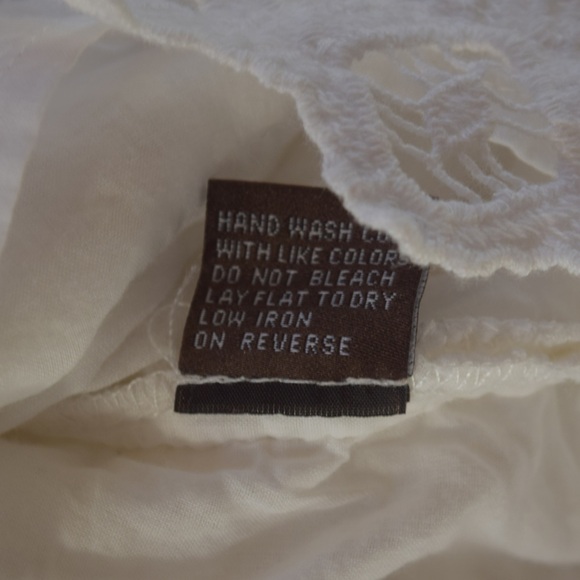 HAND WASH
WITH LIKE COLORS
DO NOT BLEACH
LAY FLAT TO DRY
LOW IRON
ON REVERSE